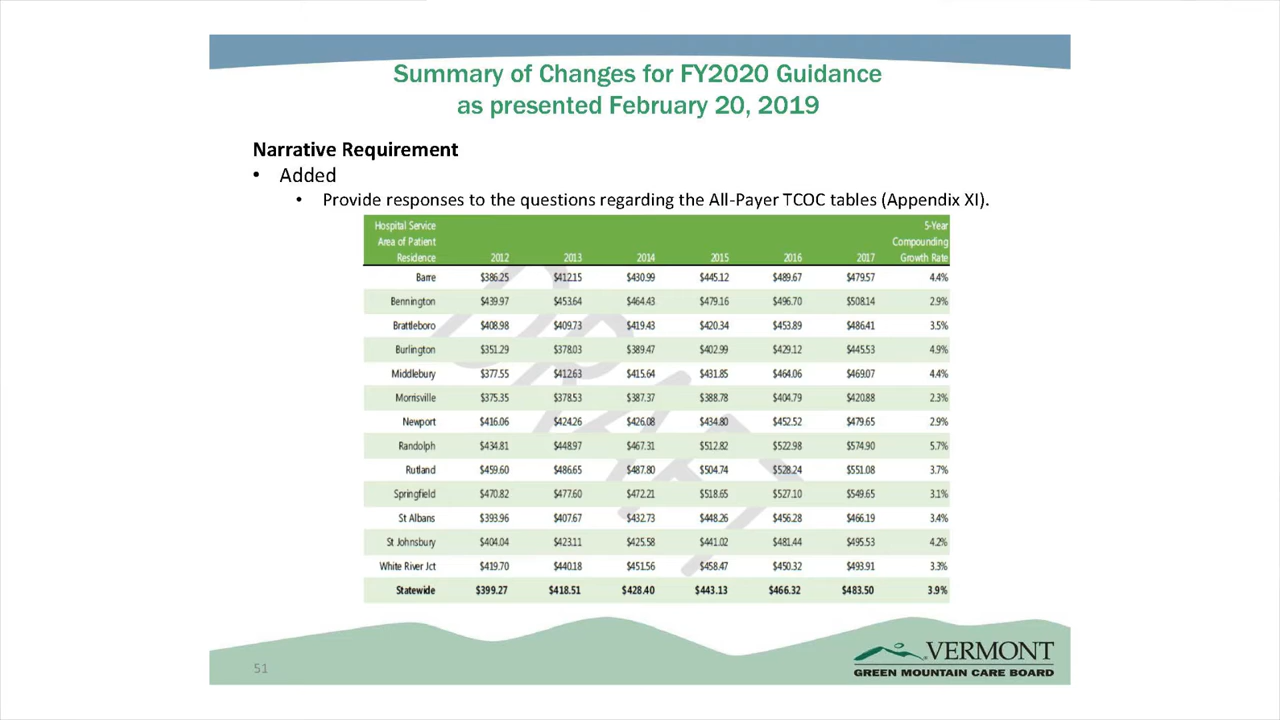 Summary of Changes for FY2020 Guidance
as presented February 20, 2019
Narrative Requirement
• Added
• Provide responses to the questions regarding the All-Payer TCOC tables (Appendix XI).
Hospital Service Area of Patient Residence 2012 2013 2014 2015 2016 2017 5-Year Compounding Growth Rate
Barre $386.25 $412.15 $430.99 $445.12 $489.67 $479.57 4.4%
Bennington $439.97 $453.64 $464.43 $479.16 $496.70 $508.14 2.9%
Brattleboro $408.98 $409.73 $419.43 $420.34 $453.89 $486.41 3.5%
Burlington $351.29 $378.03 $389.47 $402.99 $429.12 $445.53 4.9%
Middlebury $377.55 $412.63 $415.64 $431.85 $464.06 $469.07 4.4%
Morrisville $375.35 $378.53 $387.37 $388.78 $404.79 $420.88 2.3%
Newport $416.06 $424.26 $426.08 $434.80 $452.52 $479.65 2.9%
Randolph $434.81 $448.97 $467.31 $512.82 $522.98 $574.90 5.7%
Rutland $459.60 $486.65 $487.80 $504.74 $528.24 $551.08 3.7%
Springfield $470.82 $477.60 $472.21 $518.65 $527.10 $549.65 3.1%
St Albans $393.96 $407.67 $432.73 $448.26 $456.28 $466.19 3.4%
St Johnsbury $404.04 $423.11 $425.58 $441.02 $481.44 $495.53 4.2%
White River Jct $419.70 $440.18 $451.56 $458.47 $450.32 $493.91 3.3%
Statewide $399.27 $418.51 $428.40 $443.13 $466.32 $483.50 3.9%
DRAFT
51
VERMONT
GREEN MOUNTAIN CARE BOARD